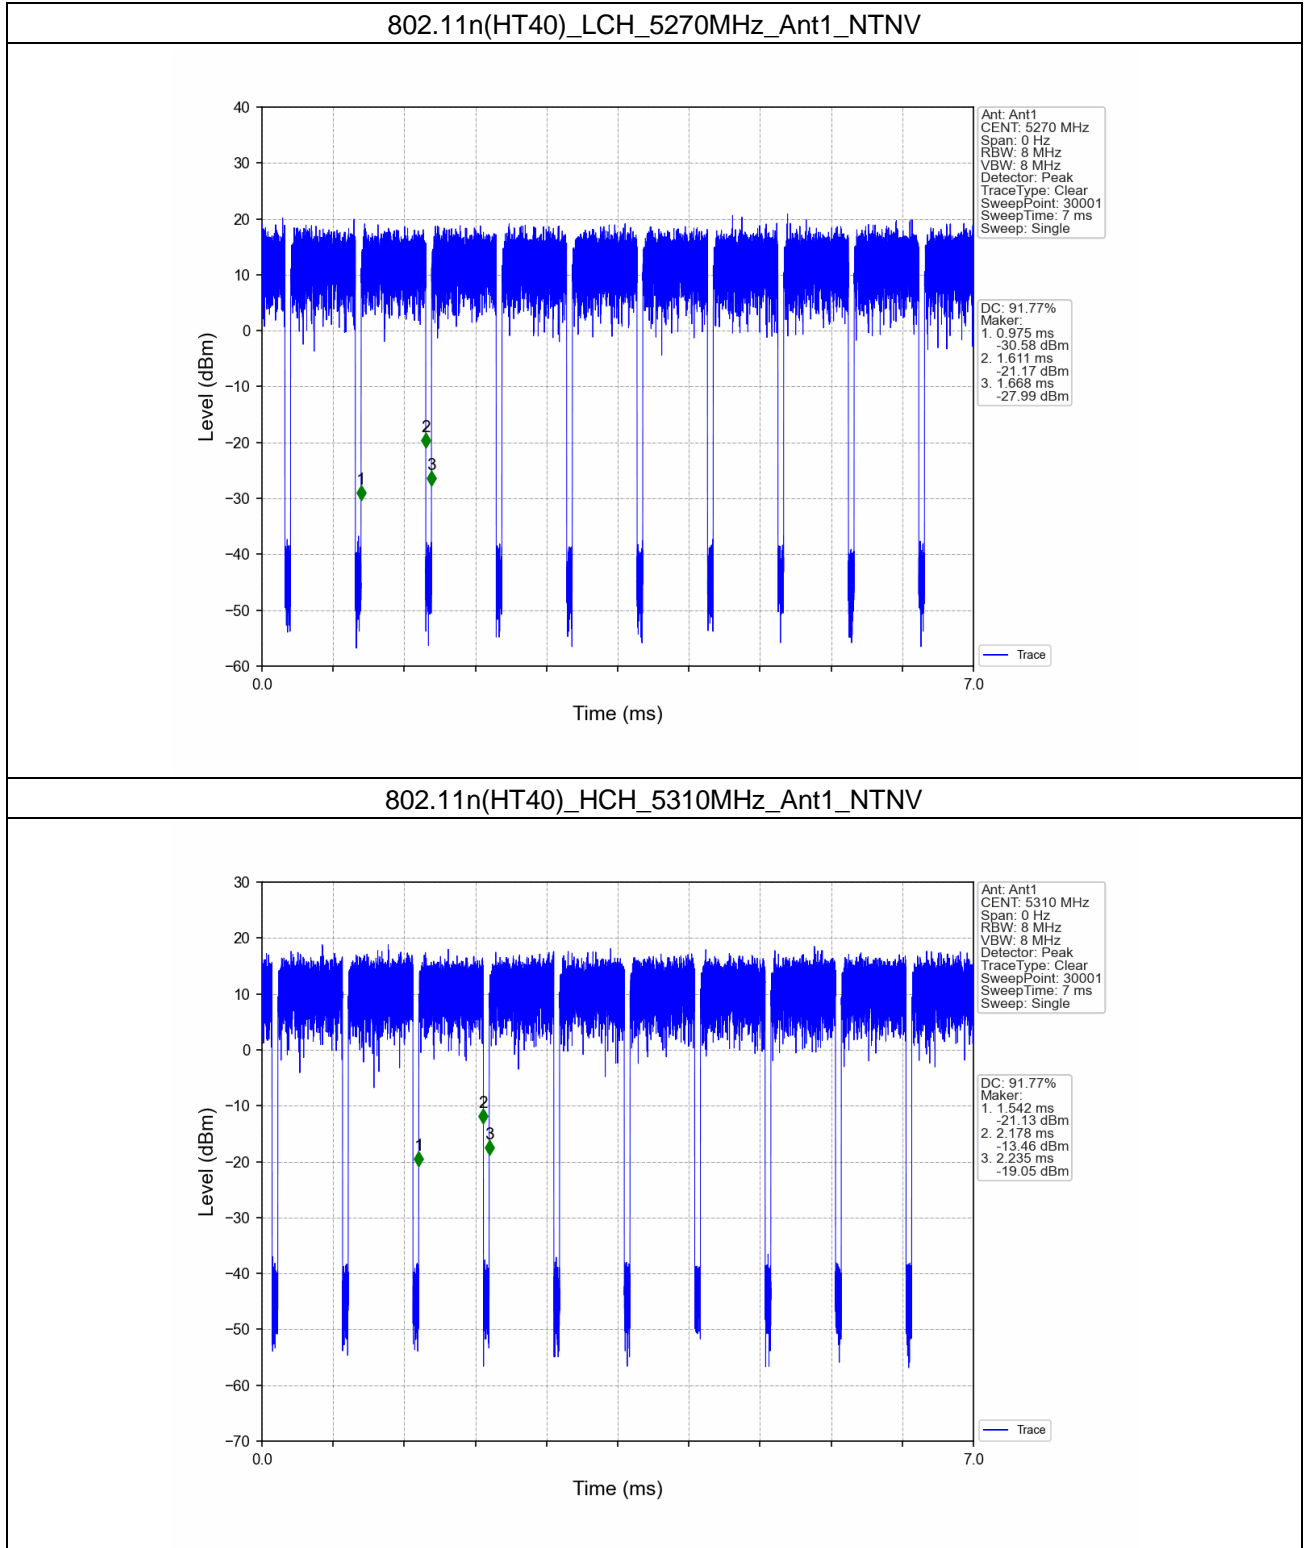 802.11n(HT40)_LCH_5270MHz_Ant1_NTNV
40
30
20
10
0
−10
−20
−30
−40
−50
−60
Level (dBm)
0.0
7.0
Time (ms)
1
2
3
Ant: Ant1
CENT: 5270 MHz
Span: 0 Hz
RBW: 8 MHz
VBW: 8 MHz
Detector: Peak
TraceType: Clear
SweepPoint: 30001
SweepTime: 7 ms
Sweep: Single
DC: 91.77%
Maker:
1. 0.975 ms
-30.58 dBm
2. 1.611 ms
-21.17 dBm
3. 1.668 ms
-27.99 dBm
Trace
802.11n(HT40)_HCH_5310MHz_Ant1_NTNV
30
20
10
0
−10
−20
−30
−40
−50
−60
−70
Level (dBm)
0.0
7.0
Time (ms)
1
2
3
Ant: Ant1
CENT: 5310 MHz
Span: 0 Hz
RBW: 8 MHz
VBW: 8 MHz
Detector: Peak
TraceType: Clear
SweepPoint: 30001
SweepTime: 7 ms
Sweep: Single
DC: 91.77%
Maker:
1. 1.542 ms
-21.13 dBm
2. 2.178 ms
-13.46 dBm
3. 2.235 ms
-19.05 dBm
Trace